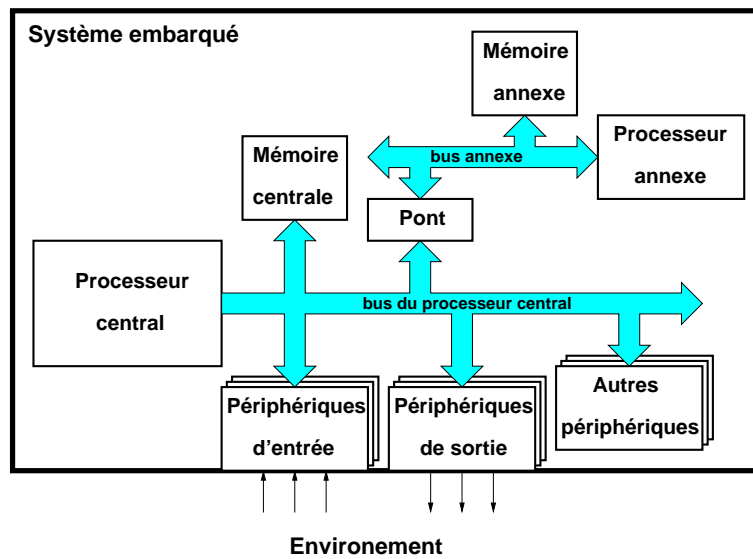 Système embarqué
Mémoire
annexe
Processeur
annexe
bus annexe
Mémoire
centrale
Pont
Processeur
central
bus du processeur central
Périphériques
d'entrée
Périphériques
de sortie
Autres
périphériques
Environement